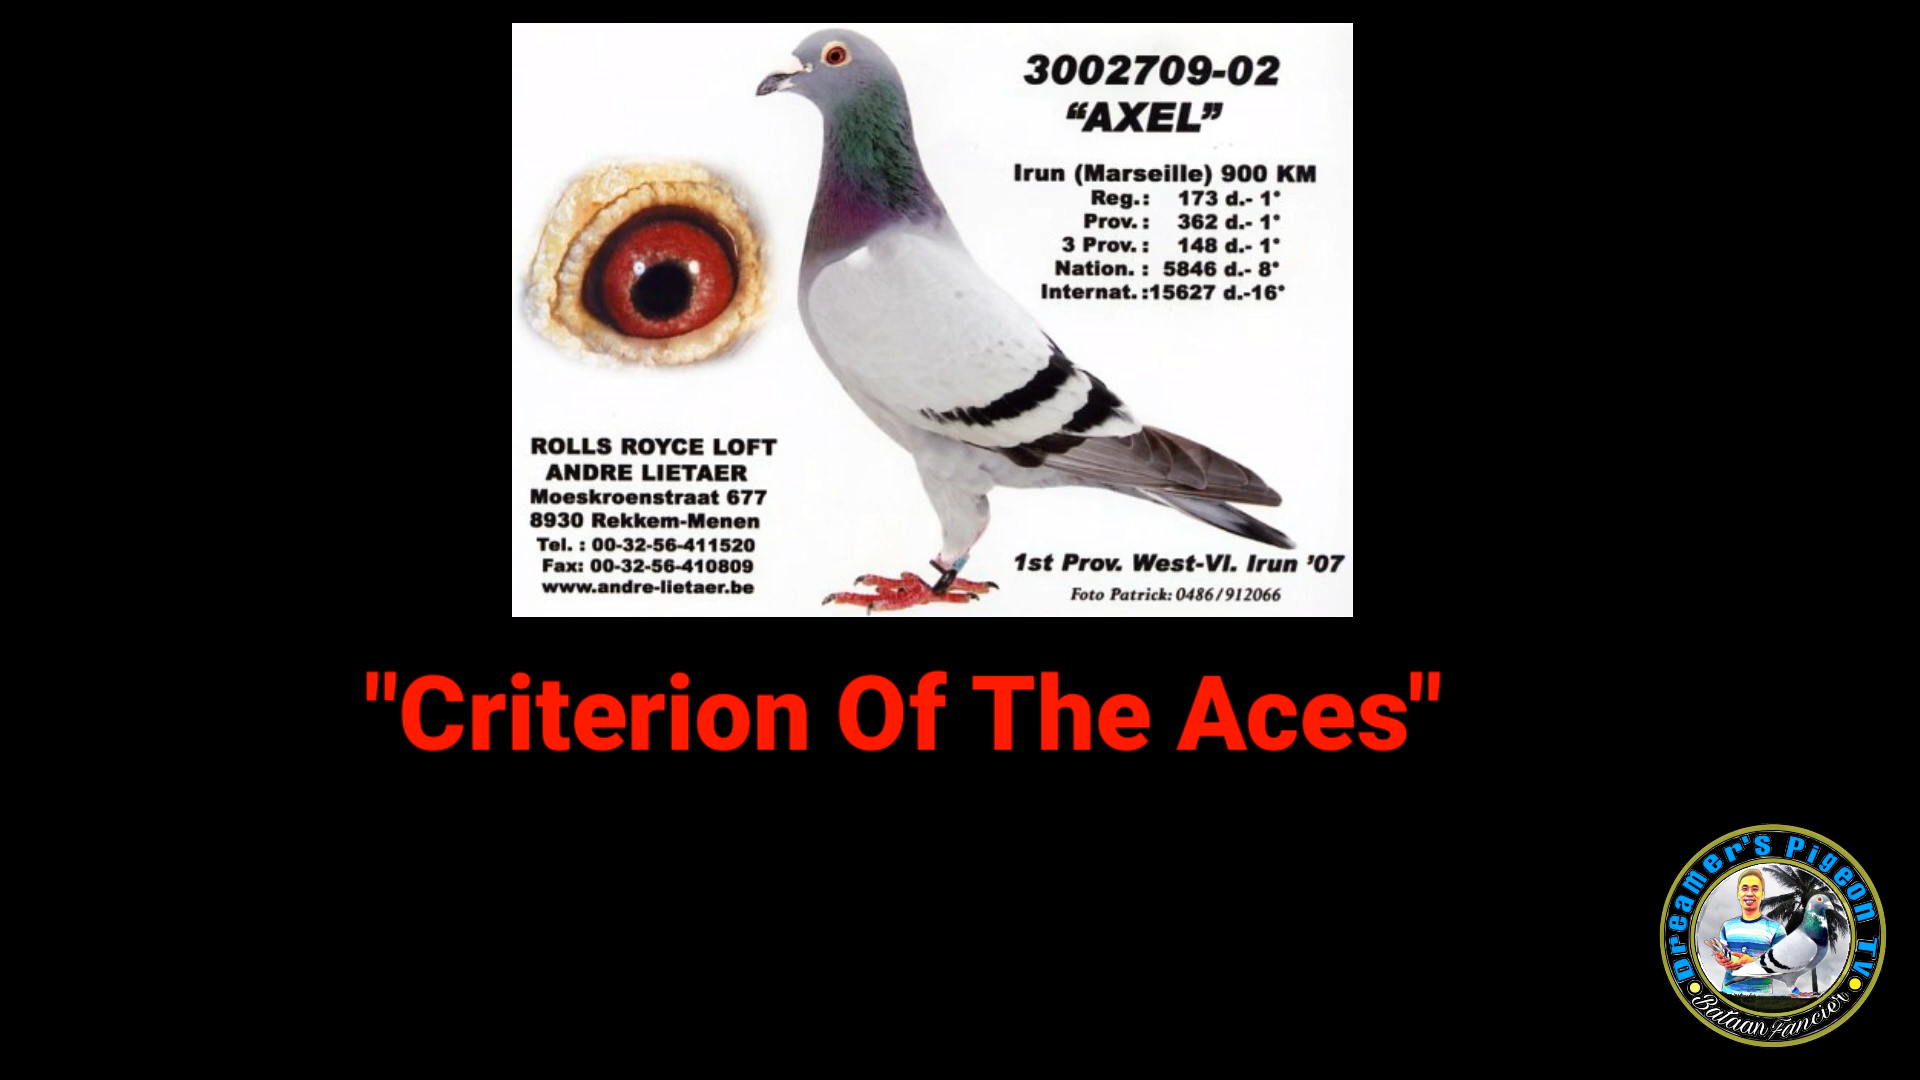 3002709-02
“AXEL”
Irun (Marseille) 900 KM
Reg.: 173 d.- 1°
Prov. : 362 d.- 1°
3 Prov. : 148 d.- 1°
Nation. : 5846 d.- 8°
Internat. :15627 d.-16°
ROLLS ROYCE LOFT
ANDRE LIETAER
Moeskroenstraat 677
8930 Rekkem-Menen
Tel. : 00-32-56-411520
Fax: 00-32-56-410809
www.andre-lietaer.be
1st Prov. West-Vl. Irun ’07
Foto Patrick: 0486/912066
"Criterion Of The Aces"
Dreamer's Pigeon Tv
Bataan Fancier